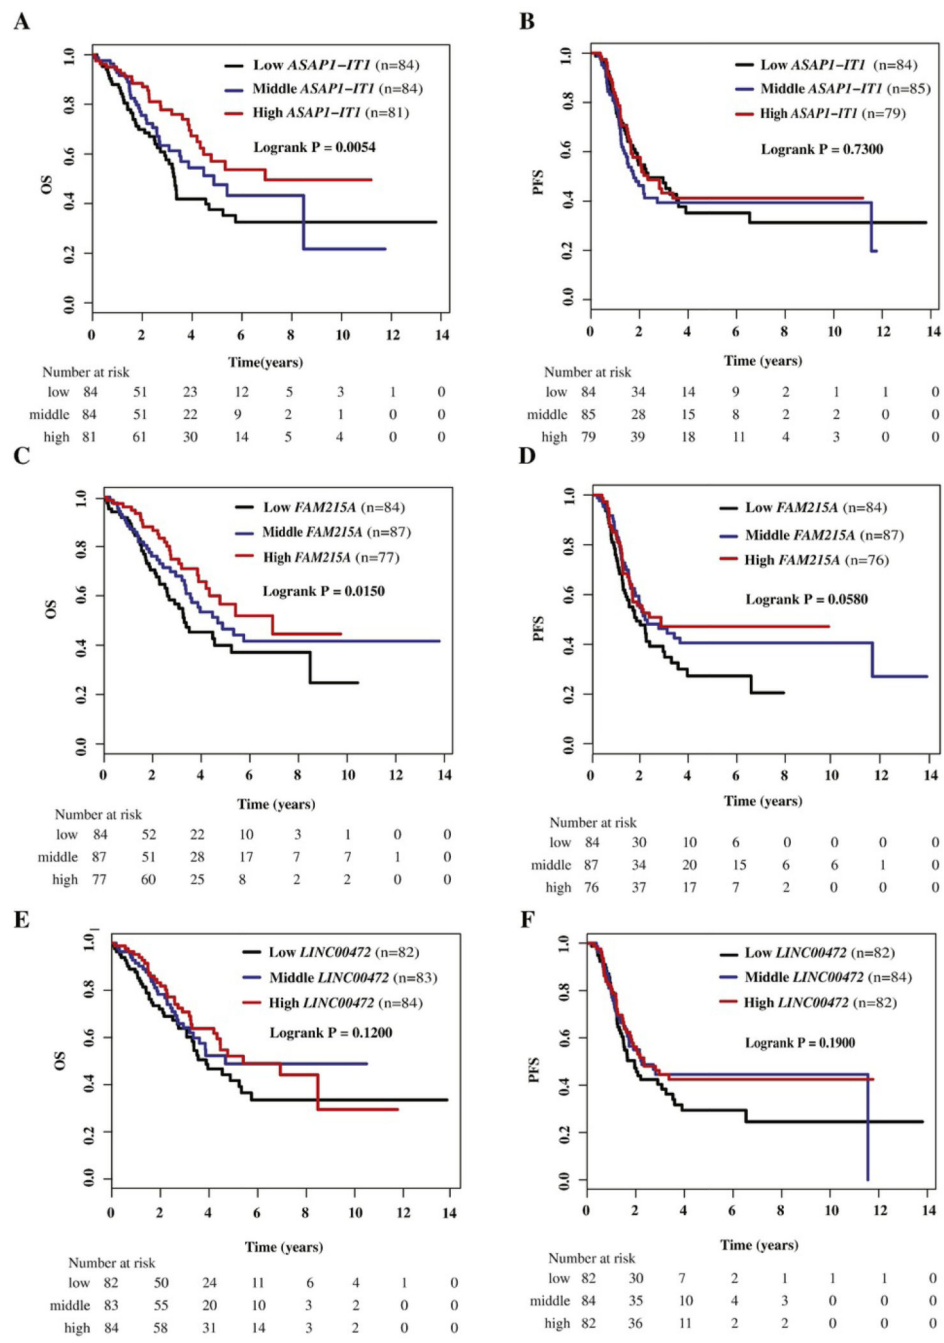 A
OS
1.0
0.8
0.6
0.4
0.2
0.0
Low ASAP1−IT1 (n=84)
Middle ASAP1−IT1 (n=84)
High ASAP1−IT1 (n=81)
Logrank P = 0.0054
0 2 4 6 8 10 12 14
Time(years)
Number at risk
low 84 51 23 12 5 3 1 0
middle 84 51 22 9 2 1 0 0
high 81 61 30 14 5 4 0 0
B
PFS
1.0
0.8
0.6
0.4
0.2
0.0
Low ASAP1−IT1 (n=84)
Middle ASAP1−IT1 (n=85)
High ASAP1−IT1 (n=79)
Logrank P = 0.7300
0 2 4 6 8 10 12 14
Time (years)
Number at risk
low 84 34 14 9 2 1 1 0
middle 85 28 15 8 2 2 0 0
high 79 39 18 11 4 3 0 0
C
OS
1.0
0.8
0.6
0.4
0.2
0.0
Low FAM215A (n=84)
Middle FAM215A (n=87)
High FAM215A (n=77)
Logrank P = 0.0150
0 2 4 6 8 10 12 14
Time (years)
Number at risk
low 84 52 22 10 3 1 0 0
middle 87 51 28 17 7 7 1 0
high 77 60 25 8 2 2 0 0
D
PFS
1.0
0.8
0.6
0.4
0.2
0.0
Low FAM215A (n=84)
Middle FAM215A (n=87)
High FAM215A (n=76)
Logrank P = 0.0580
0 2 4 6 8 10 12 14
Time (years)
Number at risk
low 84 30 10 6 0 0 0 0
middle 87 34 20 15 6 6 1 0
high 76 37 17 7 2 0 0 0
E
OS
1.0
0.8
0.6
0.4
0.2
0.0
Low LINC00472 (n=82)
Middle LINC00472 (n=83)
High LINC00472 (n=84)
Logrank P = 0.1200
0 2 4 6 8 10 12 14
Time (years)
Number at risk
low 82 50 24 11 6 4 1 0
middle 83 55 20 10 3 2 0 0
high 84 58 31 14 3 2 0 0
F
PFS
1.0
0.8
0.6
0.4
0.2
0.0
Low LINC00472 (n=82)
Middle LINC00472 (n=84)
High LINC00472 (n=82)
Logrank P = 0.1900
0 2 4 6 8 10 12 14
Time (years)
Number at risk
low 82 30 7 2 1 1 1 0
middle 84 35 10 4 3 0 0 0
high 82 36 11 2 2 0 0 0